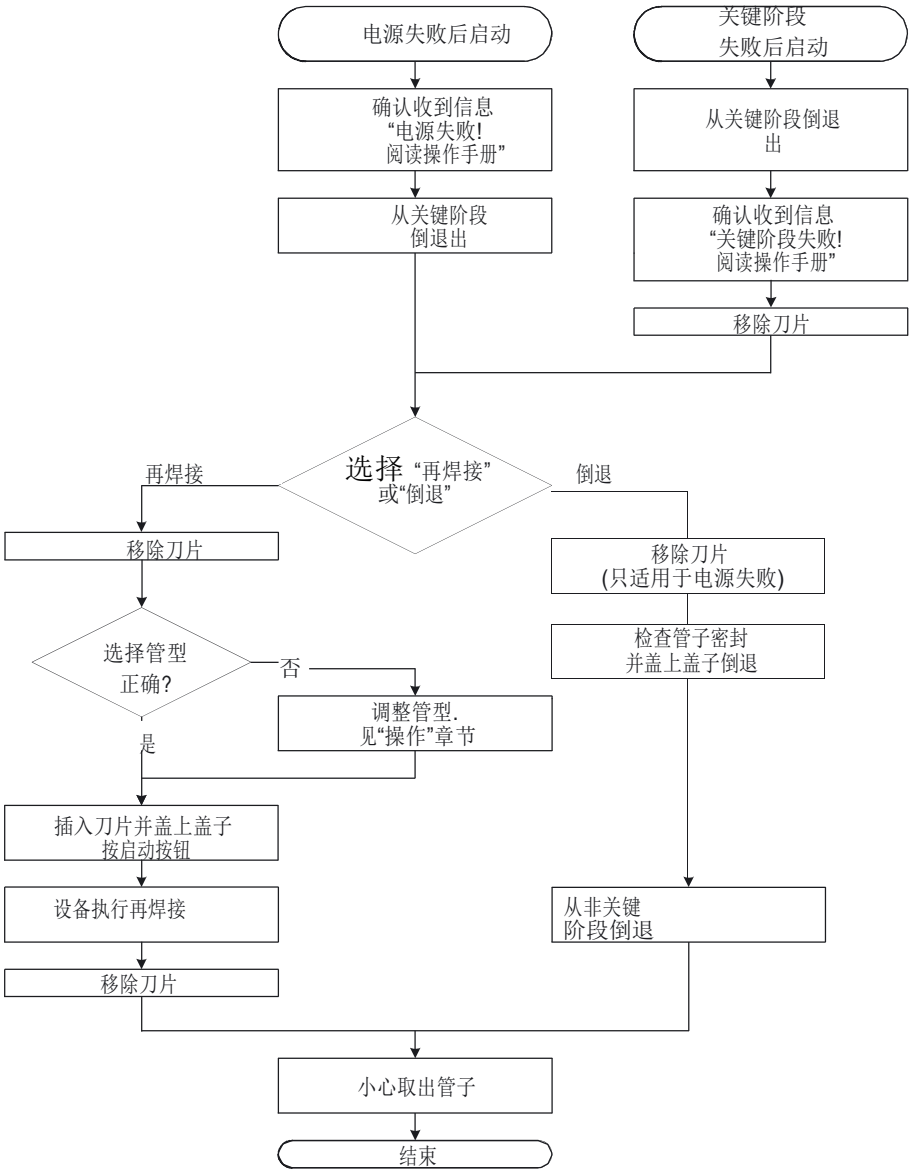 电源失败后启动
关键阶段
失败后启动
确认收到信息
“电源失败!
阅读操作手册”
从关键阶段倒退
出
从关键阶段
倒退出
确认收到信息
“关键阶段失败!
阅读操作手册”
移除刀片
选择 “再焊接”
或“倒退”
再焊接
倒退
移除刀片
移除刀片
(只适用于电源失败)
选择管型
正确?
否
是
检查管子密封
并盖上盖子倒退
调整管型.
见“操作”章节
插入刀片并盖上盖子
按启动按钮
设备执行再焊接
从非关键
阶段倒退
移除刀片
小心取出管子
结束